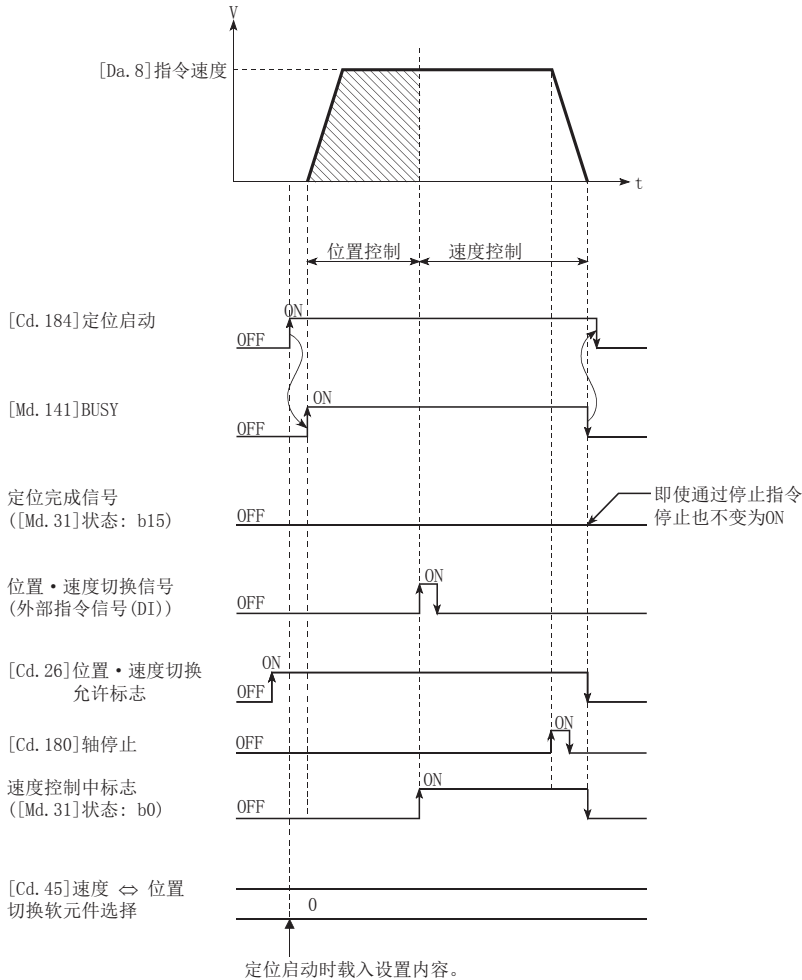 V
[Da.8]指令速度
t
位置控制
速度控制
ON
[Cd.184]定位启动
OFF
ON
[Md.141]BUSY
OFF
定位完成信号
([Md.31]状态: b15)
OFF
即使通过停止指令
停止也不变为ON
位置・速度切换信号
(外部指令信号(DI))
ON
OFF
ON
[Cd.26]位置・速度切换
允许标志
OFF
[Cd.180]轴停止
OFF
ON
速度控制中标志
([Md.31]状态: b0)
ON
OFF
[Cd.45]速度 ⇔ 位置
切换软元件选择
0
定位启动时载入设置内容。